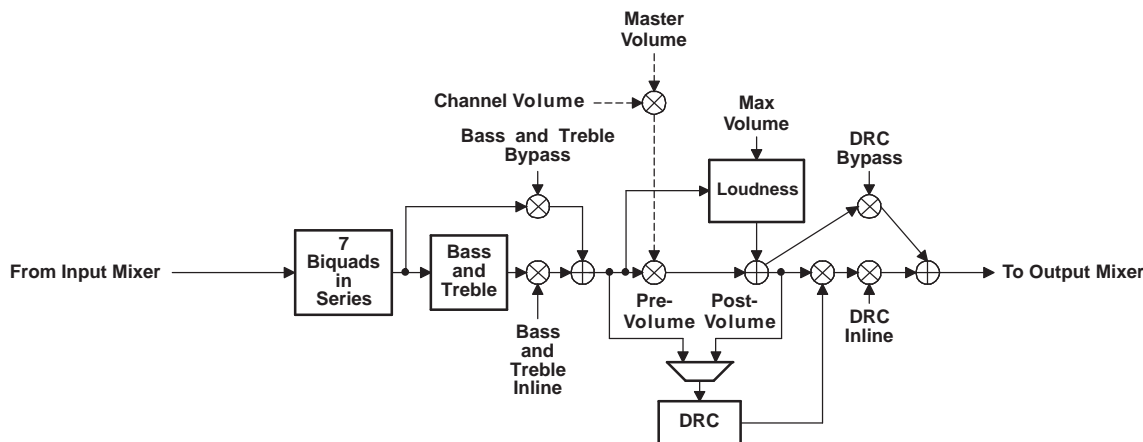 Master
Volume
Channel Volume
Max
Volume
Bass and Treble
Bypass
DRC
Bypass
Loudness
7
Biquads
in
Series
Bass
and
Treble
From Input Mixer
To Output Mixer
Pre-
Volume
Post-
Volume
DRC
Inline
Bass
and
Treble
Inline
DRC